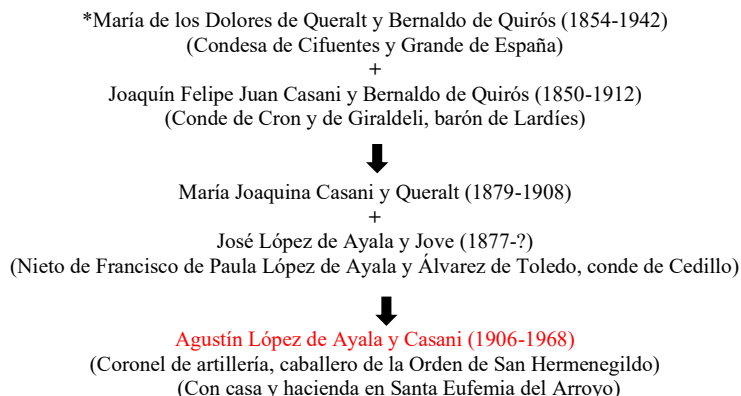 *María de los Dolores de Queralt y Bernaldo de Quirós (1854-1942)
(Condesa de Cifuentes y Grande de España)
+
Joaquín Felipe Juan Casani y Bernaldo de Quirós (1850-1912)
(Conde de Cron y de Giraldeli, barón de Lardíes)
María Joaquina Casani y Queralt (1879-1908)
+
José López de Ayala y Jove (1877-?)
(Nieto de Francisco de Paula López de Ayala y Álvarez de Toledo, conde de Cedillo)
Agustín López de Ayala y Casani (1906-1968)
(Coronel de artillería, caballero de la Orden de San Hermenegildo)
(Con casa y hacienda en Santa Eufemia del Arroyo)